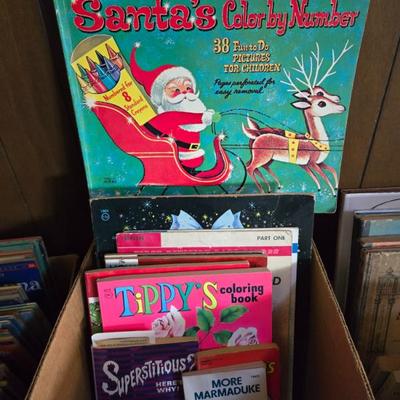 Santa's Color by Number
38 Fun to Do
PICTURES
FOR CHILDREN
Pages perforated for
easy removal
Numbered for
8
Standard
Crayons
PART ONE
TiPPY'S
coloring
book
SUPERSTITIOUS?
HERE'S
WHY!
MORE
MARMADUKE